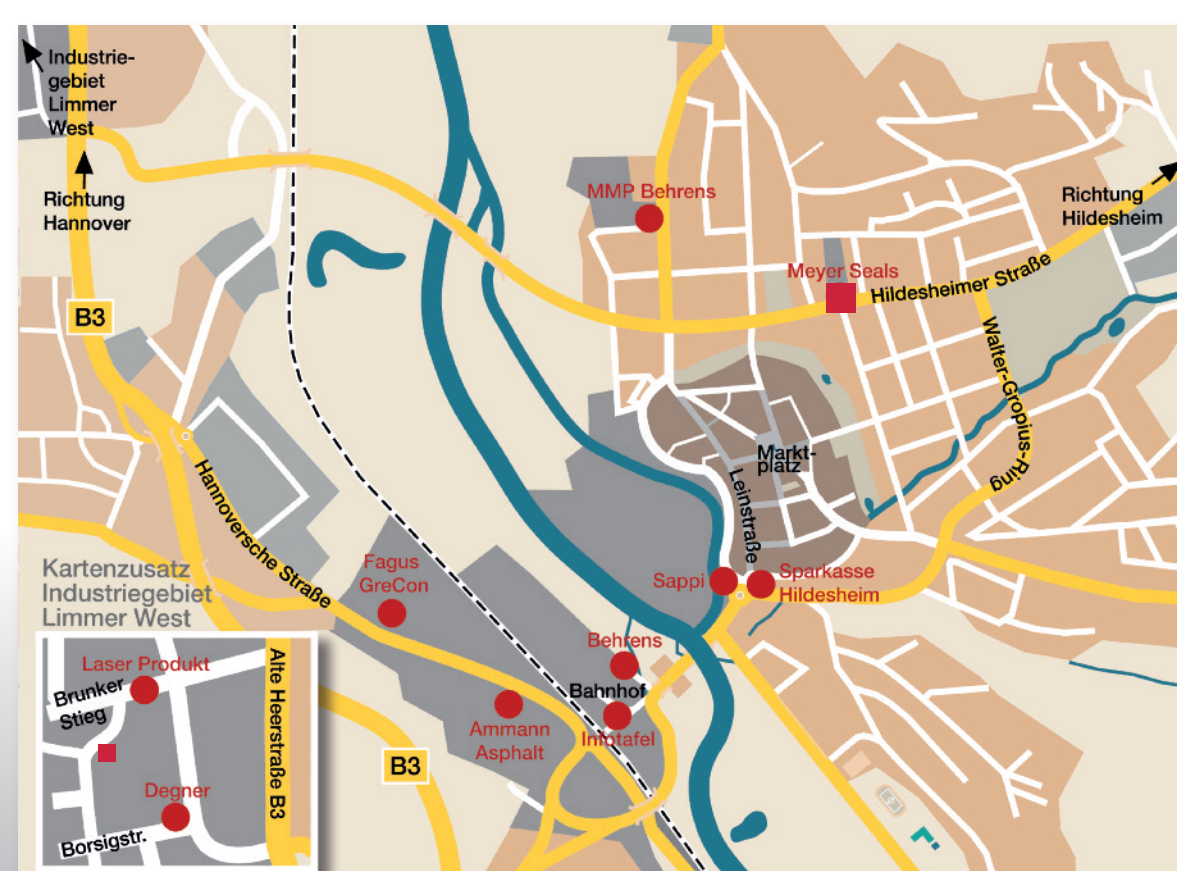 Industrie-
gebiet
Limmer
West
Richtung
Hannover
B3
MMP Behrens
Richtung
Hildesheim
Meyer Seals
Hildesheimer Straße
Walter-Gropius-Ring
Markt-
platz
Leinstraße
Hannoversche Straße
Fagus
GreCon
Sappi
Sparkasse
Hildesheim
Behrens
Bahnhof
Infotafel
Ammann
Asphalt
B3
Kartenzusatz
Industriegebiet
Limmer West
Laser Produkt
Brunker
Stieg
Alte Heerstraße B3
Degner
Borsigstr.